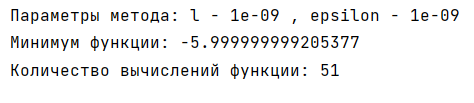 Параметры метода: l - 1e-09 , epsilon - 1e-09
Минимум функции: -5.999999999205377
Количество вычислений функции: 51